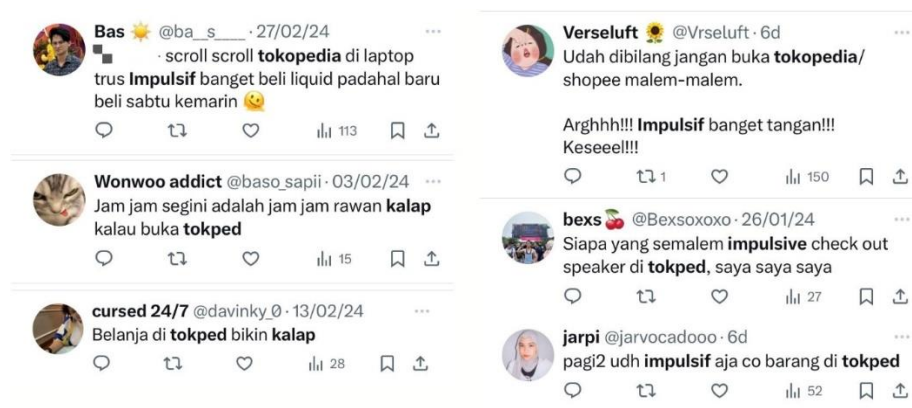 Bas @ba__s____ · 27/02/24
· scroll scroll tokopedia di laptop
trus Impulsif banget beli liquid padahal baru
beli sabtu kemarin 🫠
113
Wonwoo addict @baso_sapii · 03/02/24
Jam jam segini adalah jam jam rawan kalap
kalau buka tokped
15
cursed 24/7 @davinky_0 · 13/02/24
Belanja di tokped bikin kalap
28
Verseluft 🌻 @Vrseluft · 6d
Udah dibilang jangan buka tokopedia/
shopee malem-malem.
Arghhh!!! Impulsif banget tangan!!!
Keseeel!!!
1 150
bexs 🍒 @Bexsoxoxo · 26/01/24
Siapa yang semalem impulsive check out
speaker di tokped, saya saya saya
27
jarpi @jarvocadooo · 6d
pagi2 udh impulsif aja co barang di tokped
52